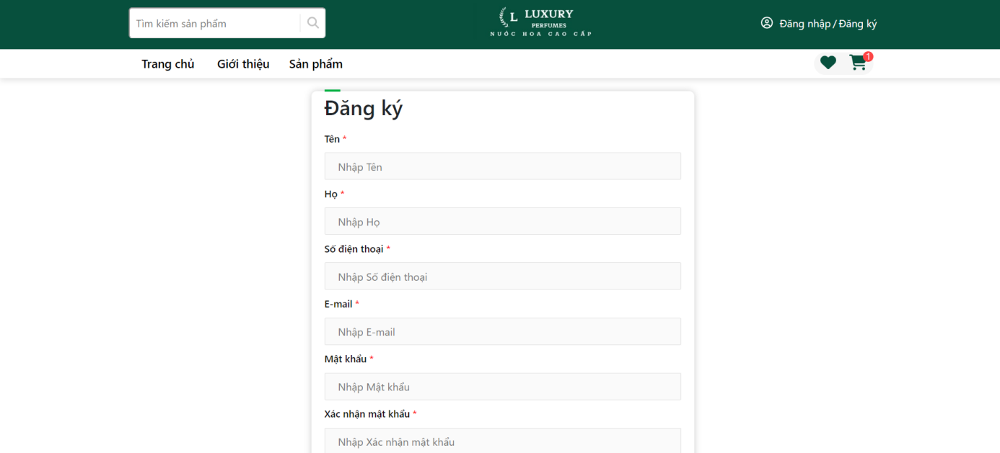 Tìm kiếm sản phẩm
L LUXURY
PERFUMES
NƯỚC HOA CAO CẤP
Đăng nhập / Đăng ký
Trang chủ Giới thiệu Sản phẩm
1
Đăng ký
Tên *
Nhập Tên
Họ *
Nhập Họ
Số điện thoại *
Nhập Số điện thoại
E-mail *
Nhập E-mail
Mật khẩu *
Nhập Mật khẩu
Xác nhận mật khẩu *
Nhập Xác nhận mật khẩu